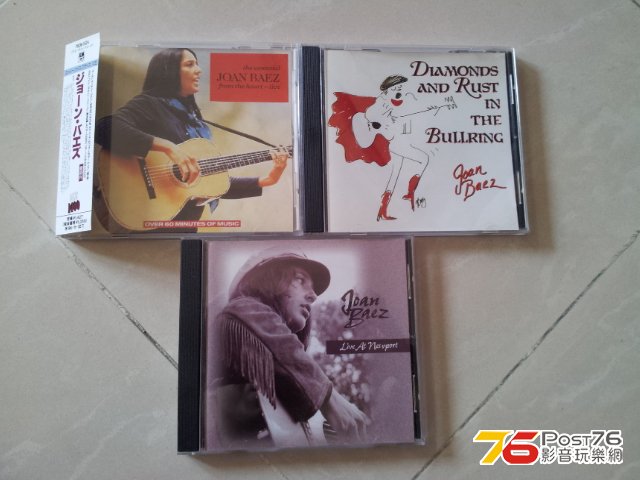 ジョーン・バエズ
the essential
JOAN BAEZ
from the heart - live
OVER 60 MINUTES OF MUSIC
DIAMONDS
AND RUST
IN
THE
BULLRING
Joan
Baez
Joan
Baez
Live At Newport
76 POST76
影音玩樂網